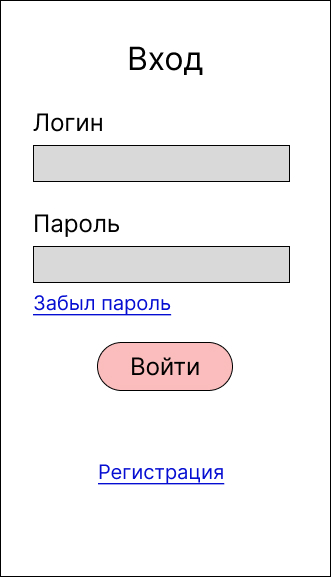 Вход
Логин
Пароль
Забыл пароль
Войти
Регистрация